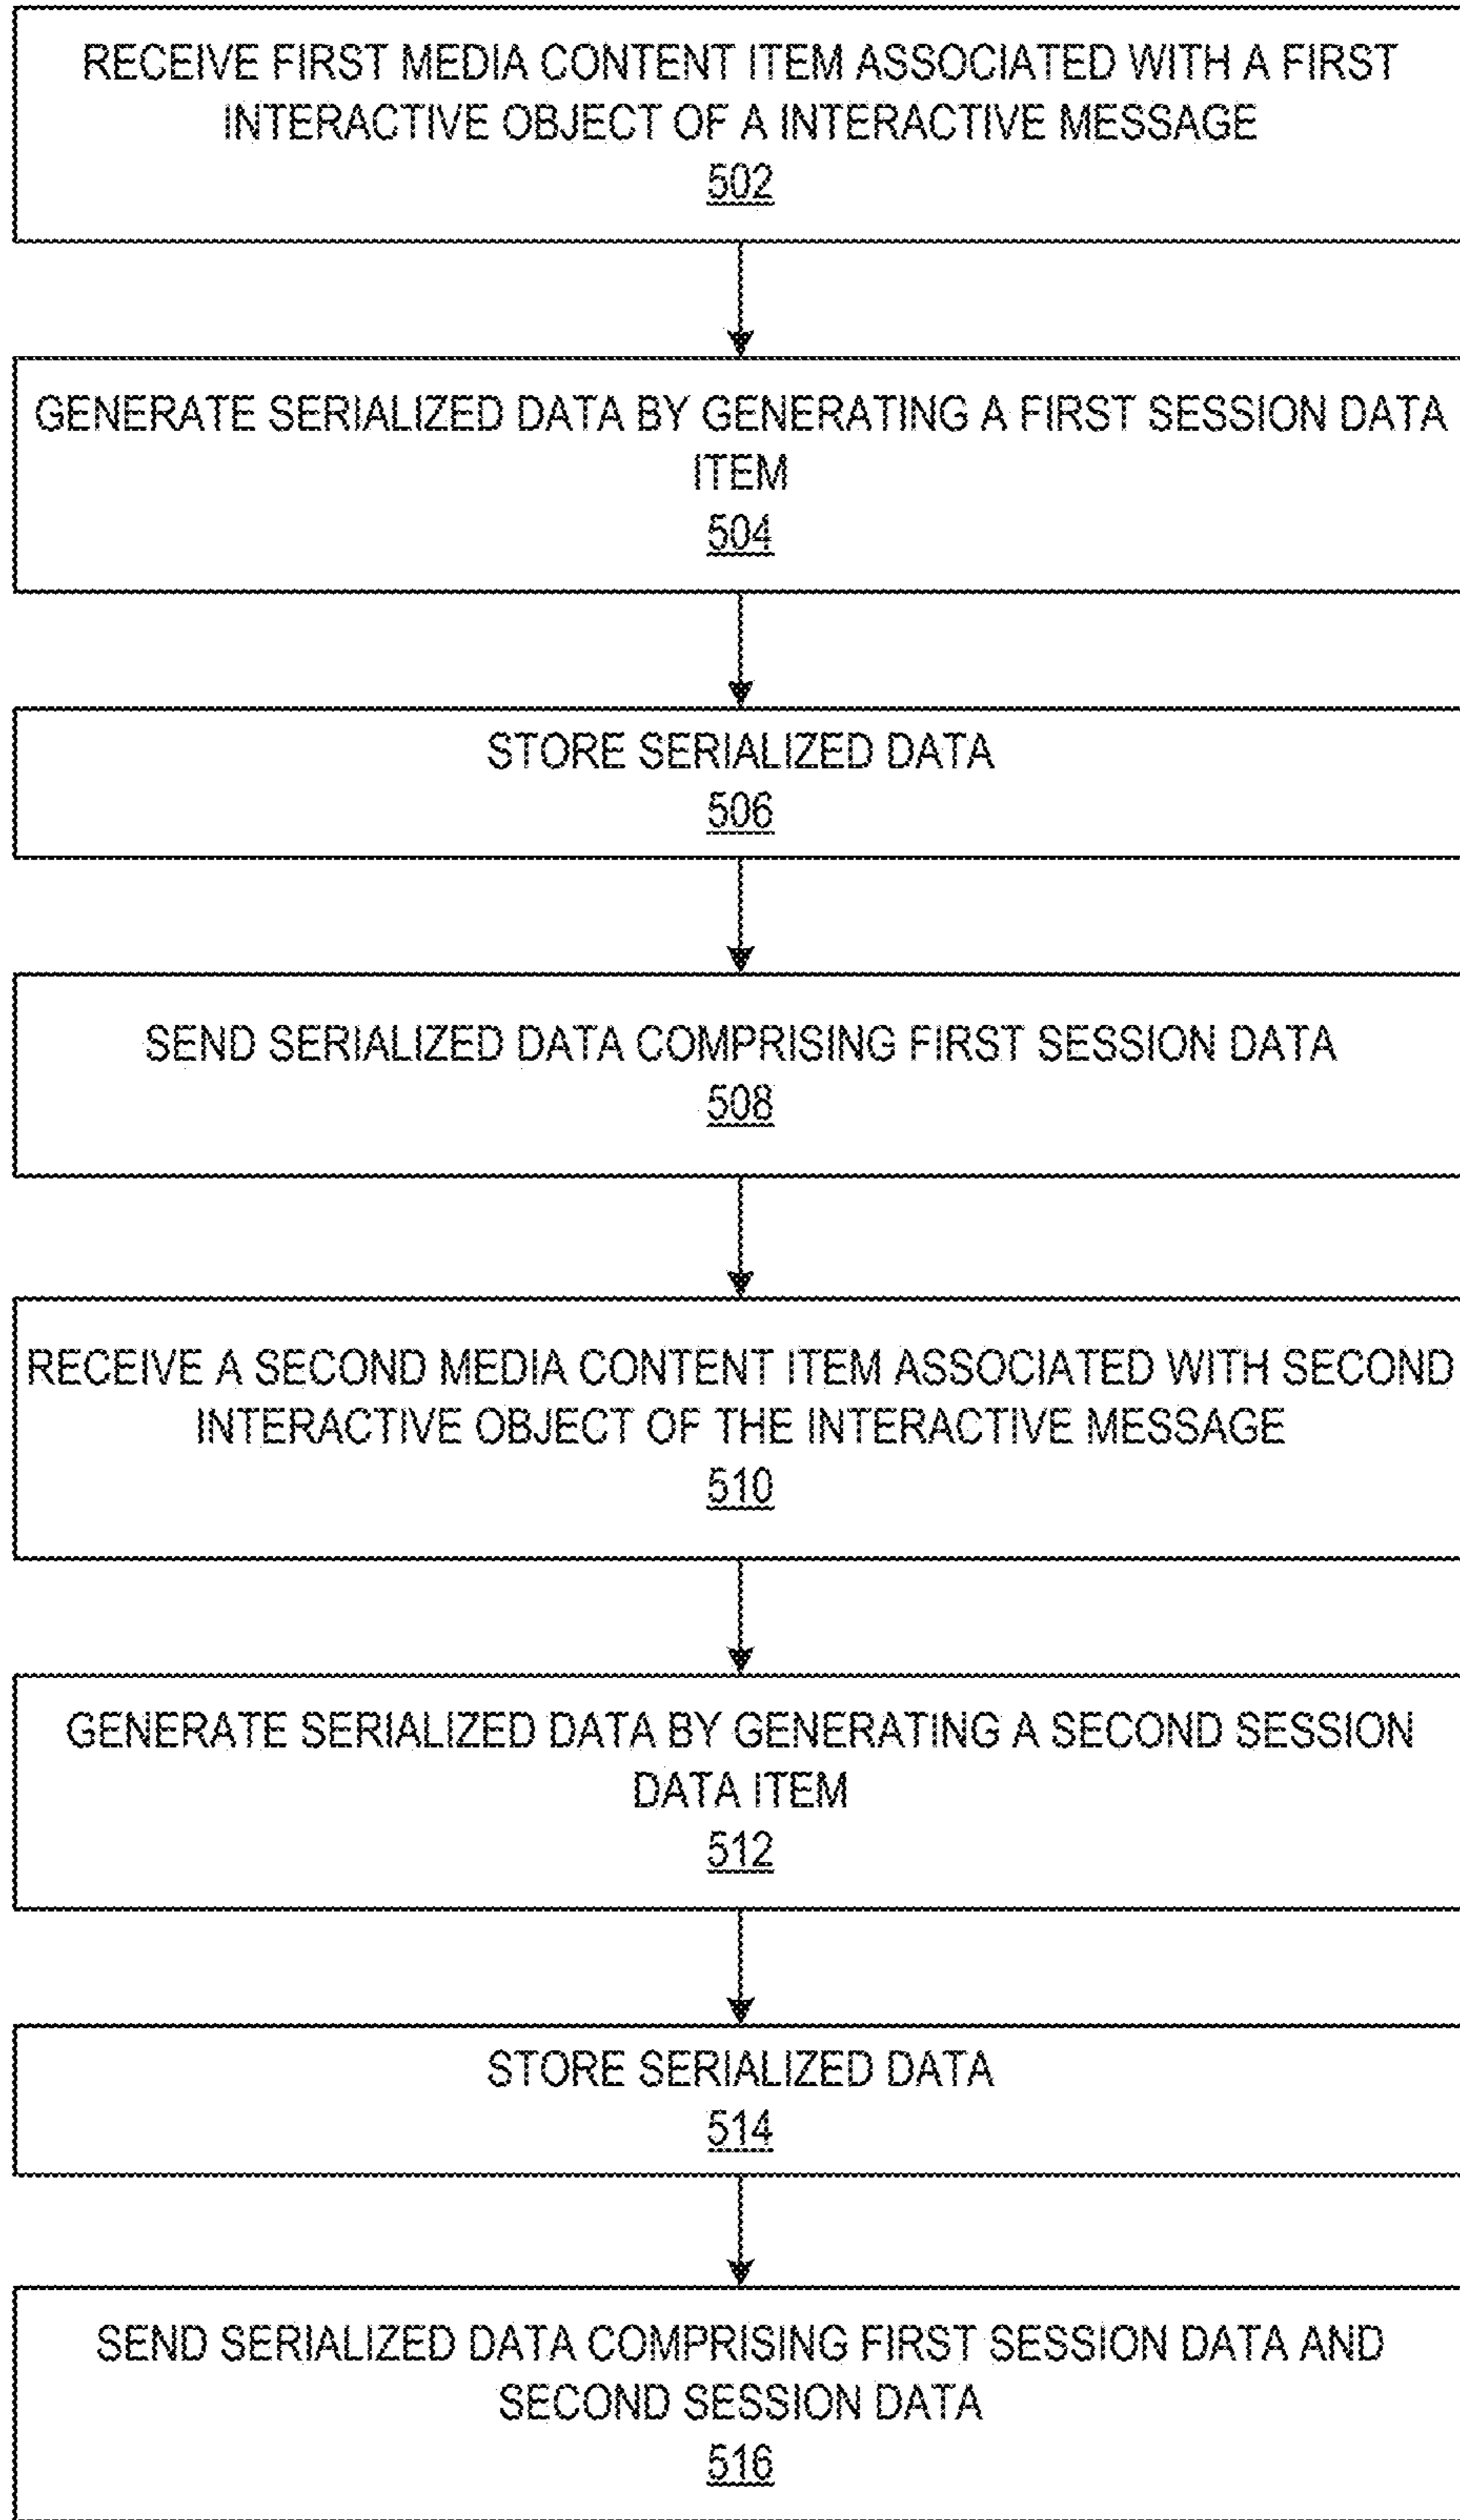 RECEIVE FIRST MEDIA CONTENT ITEM ASSOCIATED WITH A FIRST
INTERACTIVE OBJECT OF A INTERACTIVE MESSAGE
502
GENERATE SERIALIZED DATA BY GENERATING A FIRST SESSION DATA
ITEM
504
STORE SERIALIZED DATA
506
SEND SERIALIZED DATA COMPRISING FIRST SESSION DATA
508
RECEIVE A SECOND MEDIA CONTENT ITEM ASSOCIATED WITH SECOND
INTERACTIVE OBJECT OF THE INTERACTIVE MESSAGE
510
GENERATE SERIALIZED DATA BY GENERATING A SECOND SESSION
DATA ITEM
512
STORE SERIALIZED DATA
514
SEND SERIALIZED DATA COMPRISING FIRST SESSION DATA AND
SECOND SESSION DATA
516